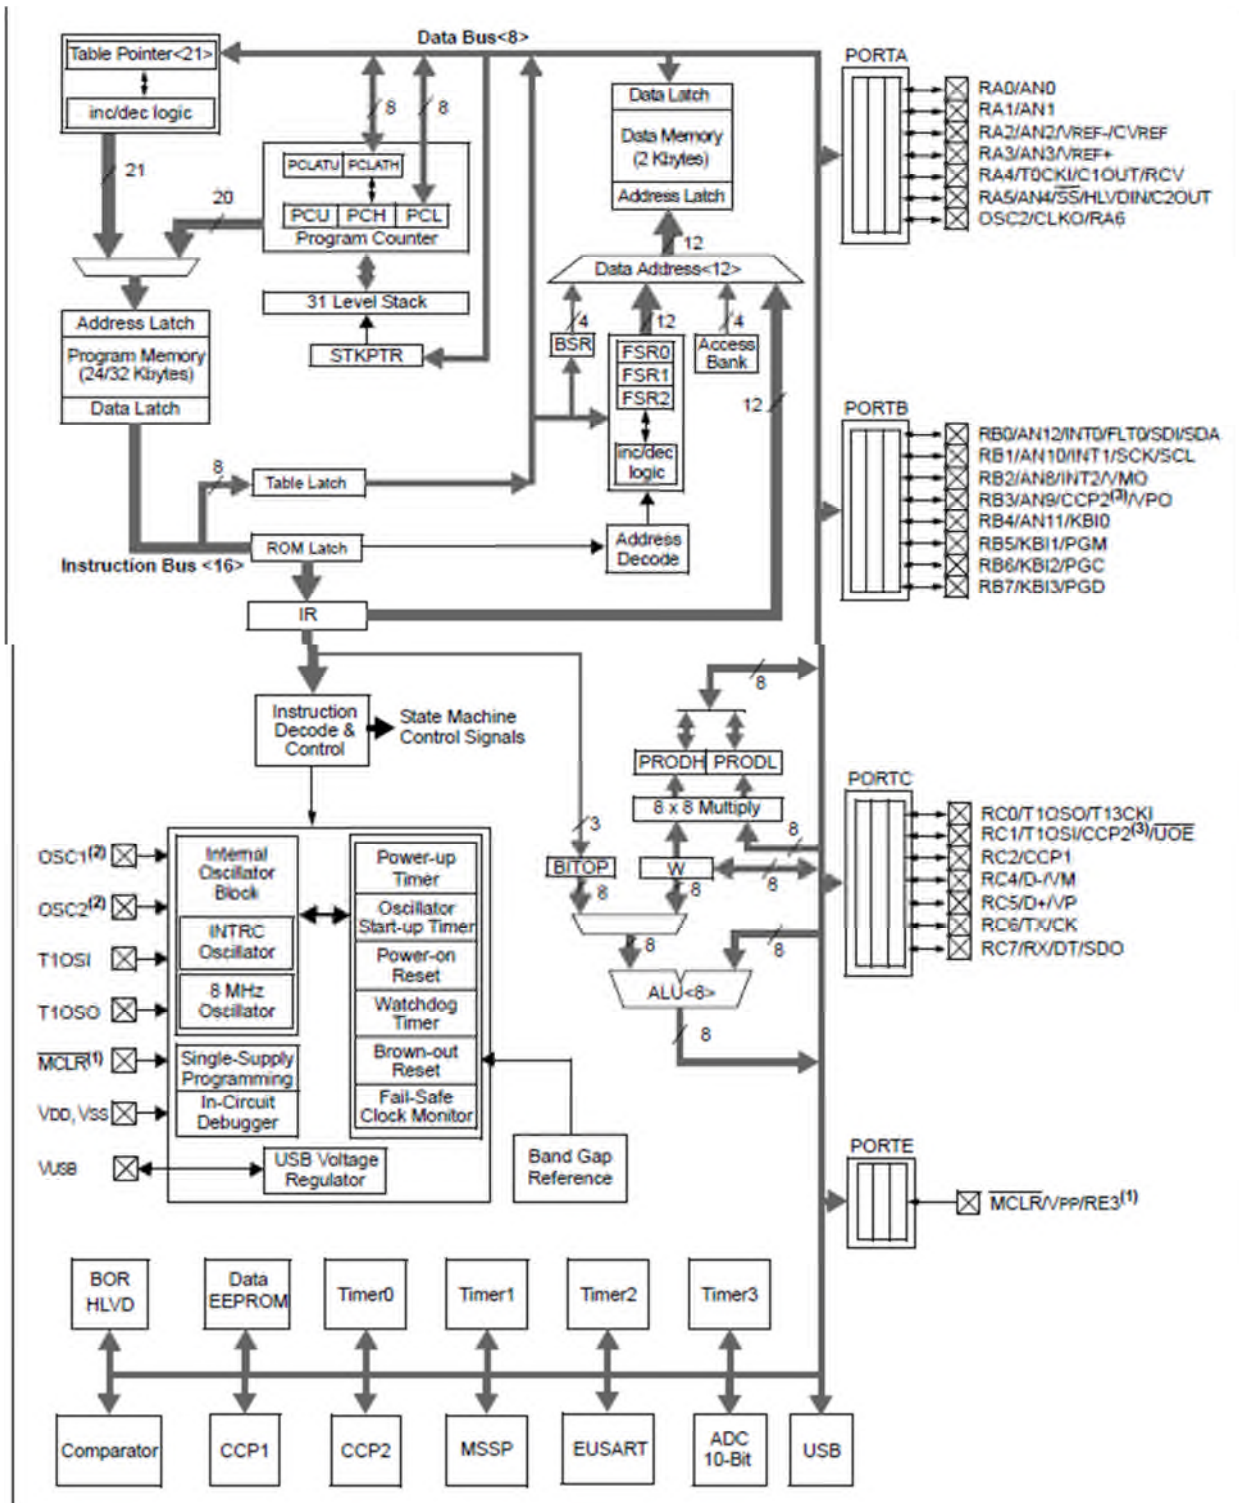 Data Bus<8>
Table Pointer<21>
inc/dec logic
21
20
8
8
PCLATU PCLATH
PCU PCH PCL
Program Counter
31 Level Stack
STKPTR
Address Latch
Program Memory
(24/32 Kbytes)
Data Latch
8
Table Latch
ROM Latch
Instruction Bus <16>
IR
Data Latch
Data Memory
(2 Kbytes)
Address Latch
12
Data Address<12>
4
12
4
BSR
FSR0
FSR1
FSR2
inc/dec
logic
Access
Bank
12
Address
Decode
PORTA
RA0/AN0
RA1/AN1
RA2/AN2/VREF-/CVREF
RA3/AN3/VREF+
RA4/T0CKI/C1OUT/RCV
RA5/AN4/SS/HLVDIN/C2OUT
OSC2/CLKO/RA6
PORTB
RB0/AN12/INT0/FLT0/SDI/SDA
RB1/AN10/INT1/SCK/SCL
RB2/AN8/INT2/VMO
RB3/AN9/CCP2(3)/VPO
RB4/AN11/KBI0
RB5/KBI1/PGM
RB6/KBI2/PGC
RB7/KBI3/PGD
Instruction
Decode &
Control
State Machine
Control Signals
8
PRODH PRODL
8 x 8 Multiply
3
8
BITOP
W
8
8
8
8
8
ALU<8>
8
PORTC
RC0/T1OSO/T13CKI
RC1/T1OSI/CCP2(3)/UOE
RC2/CCP1
RC4/D-/VM
RC5/D+/VP
RC6/TX/CK
RC7/RX/DT/SDO
OSC1(2)
OSC2(2)
T1OSI
T1OSO
MCLR(1)
VDD, VSS
VUSB
Internal
Oscillator
Block
INTRC
Oscillator
8 MHz
Oscillator
Single-Supply
Programming
In-Circuit
Debugger
Power-up
Timer
Oscillator
Start-up Timer
Power-on
Reset
Watchdog
Timer
Brown-out
Reset
Fail-Safe
Clock Monitor
USB Voltage
Regulator
Band Gap
Reference
PORTE
MCLR/VPP/RE3(1)
BOR
HLVD
Data
EEPROM
Timer0
Timer1
Timer2
Timer3
Comparator
CCP1
CCP2
MSSP
EUSART
ADC
10-Bit
USB